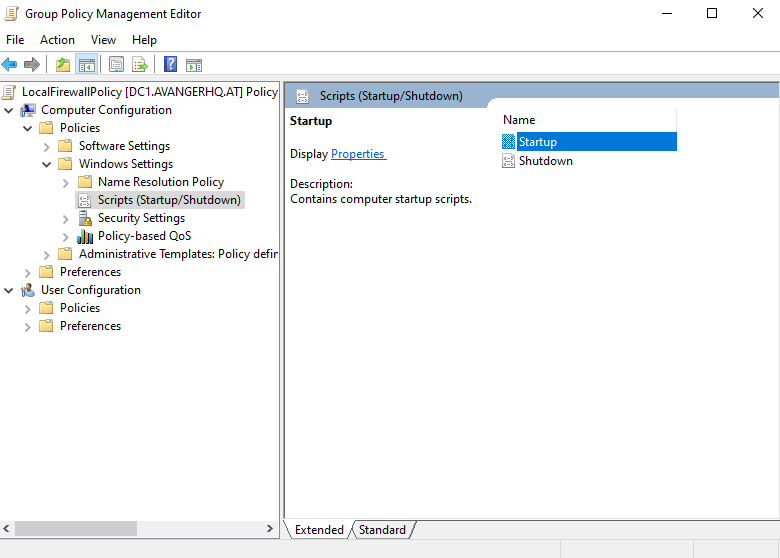 Group Policy Management Editor
File Action View Help
LocalFirewallPolicy [DC1.AVANGERHQ.AT] Policy
Computer Configuration
Policies
Software Settings
Windows Settings
Name Resolution Policy
Scripts (Startup/Shutdown)
Security Settings
Policy-based QoS
Administrative Templates: Policy defin
Preferences
User Configuration
Policies
Preferences
Scripts (Startup/Shutdown)
Startup
Display Properties
Description:
Contains computer startup scripts.
Name
Startup
Shutdown
Extended Standard